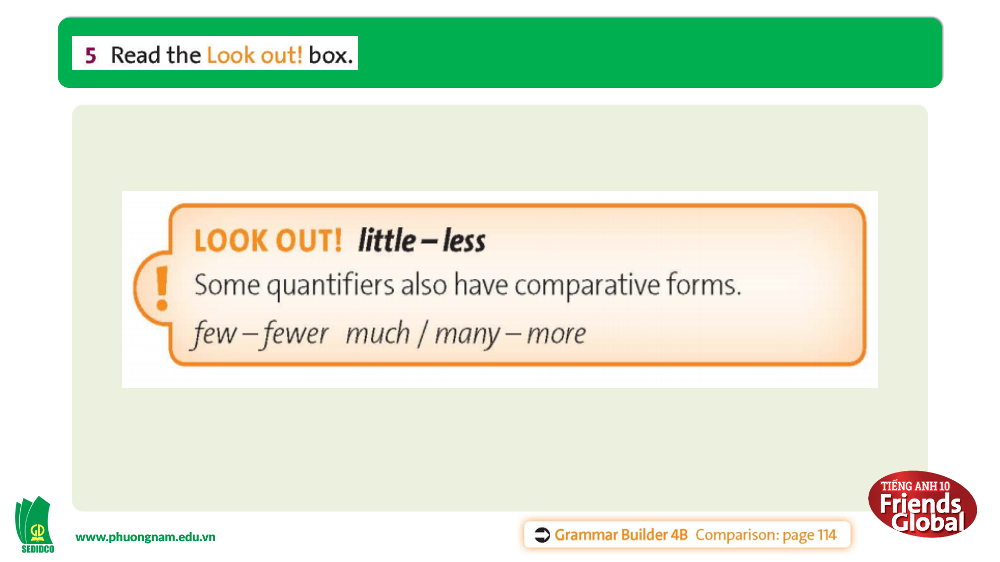 5 Read the Look out! box.
LOOK OUT! little – less
!
Some quantifiers also have comparative forms.
few – fewer much / many – more
TIẾNG ANH 10
Friends
Global
GD
SEDIDCO
www.phuongnam.edu.vn
➲ Grammar Builder 4B Comparison: page 114